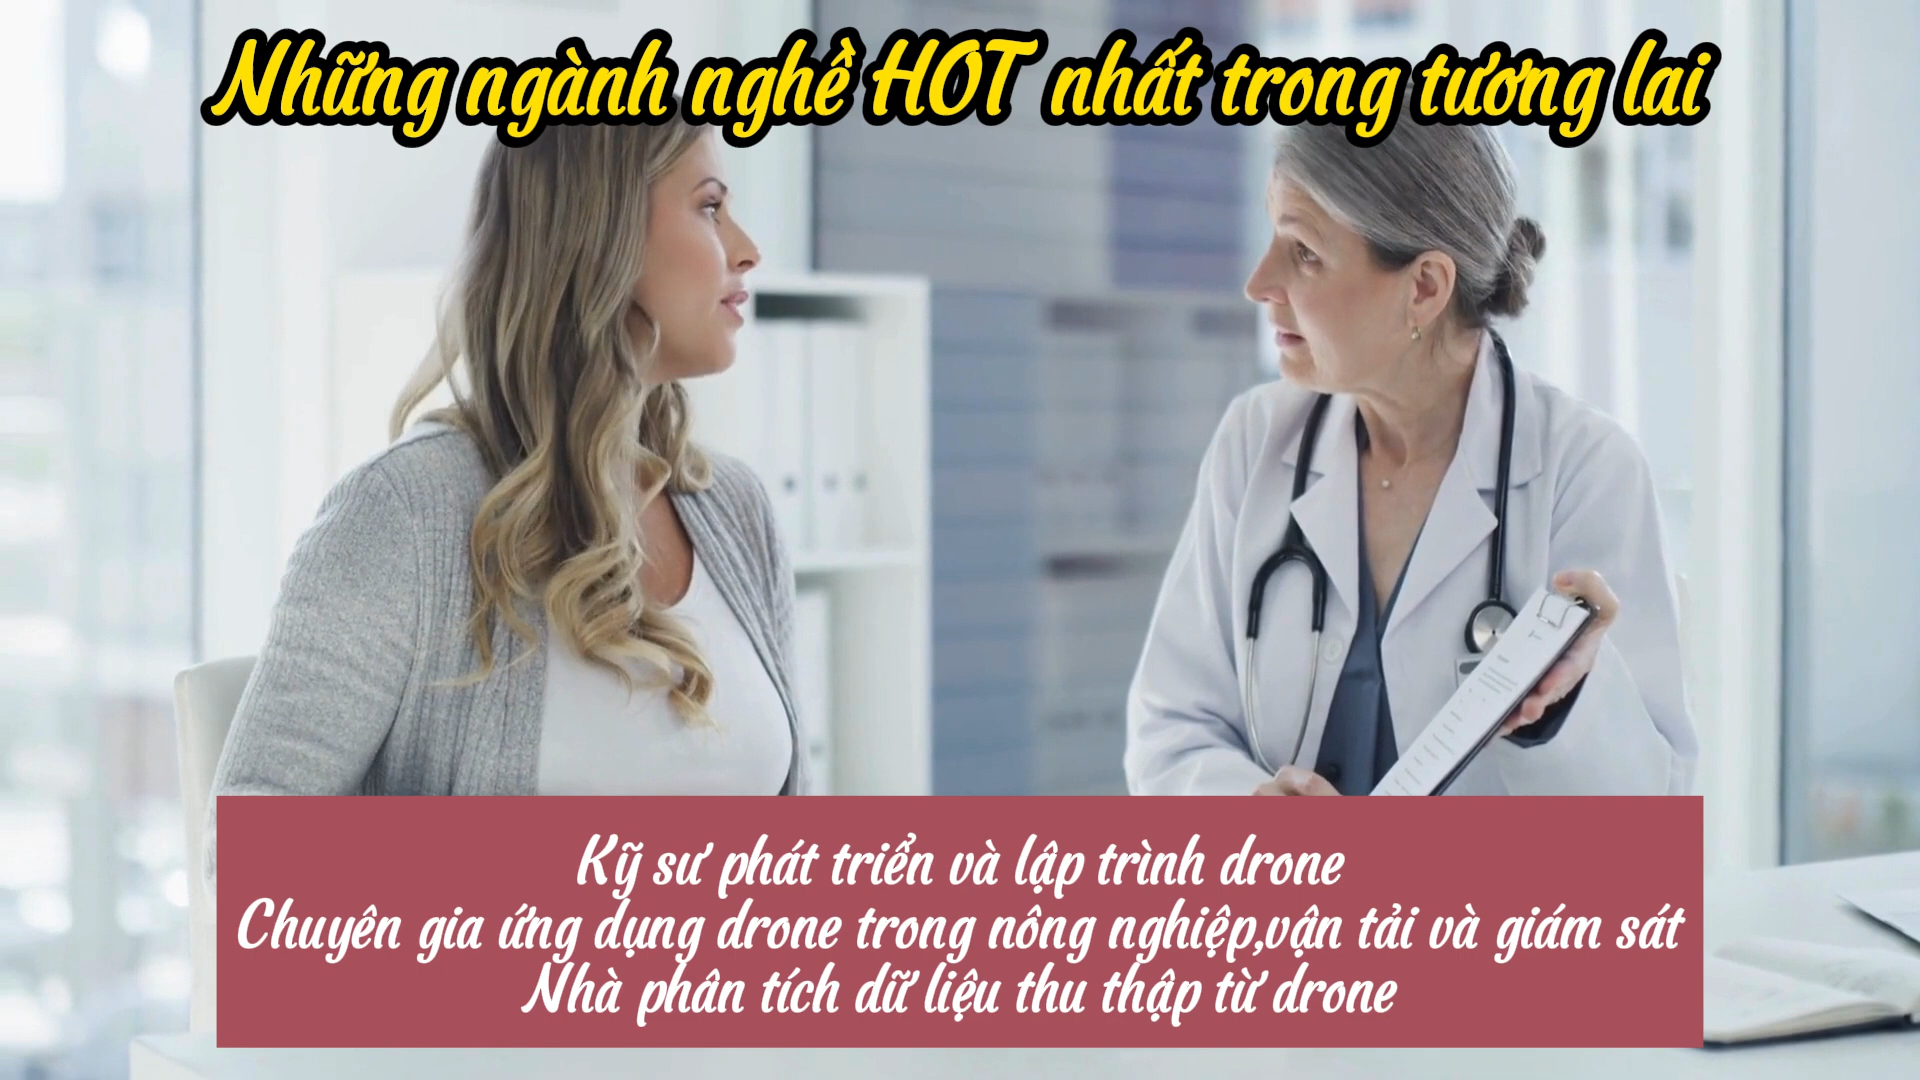 Những ngành nghề HOT nhất trong tương lai
Kỹ sư phát triển và lập trình drone
Chuyên gia ứng dụng drone trong nông nghiệp,vận tải và giám sát
Nhà phân tích dữ liệu thu thập từ drone